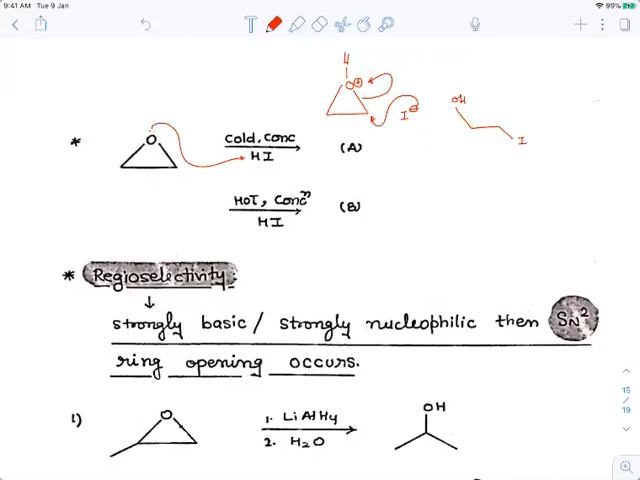 9:41 AM Tue 9 Jan
99%
H
O⊕
I⊖
OH
I
* O Cold, conc HI (A)
HOT, Concⁿ HI (B)
* Regioselectivity:
↓
strongly basic / strongly nucleophilic then SN²
ring opening occurs.
1) O 1. LiAlH4 2. H2O OH
15
/
19